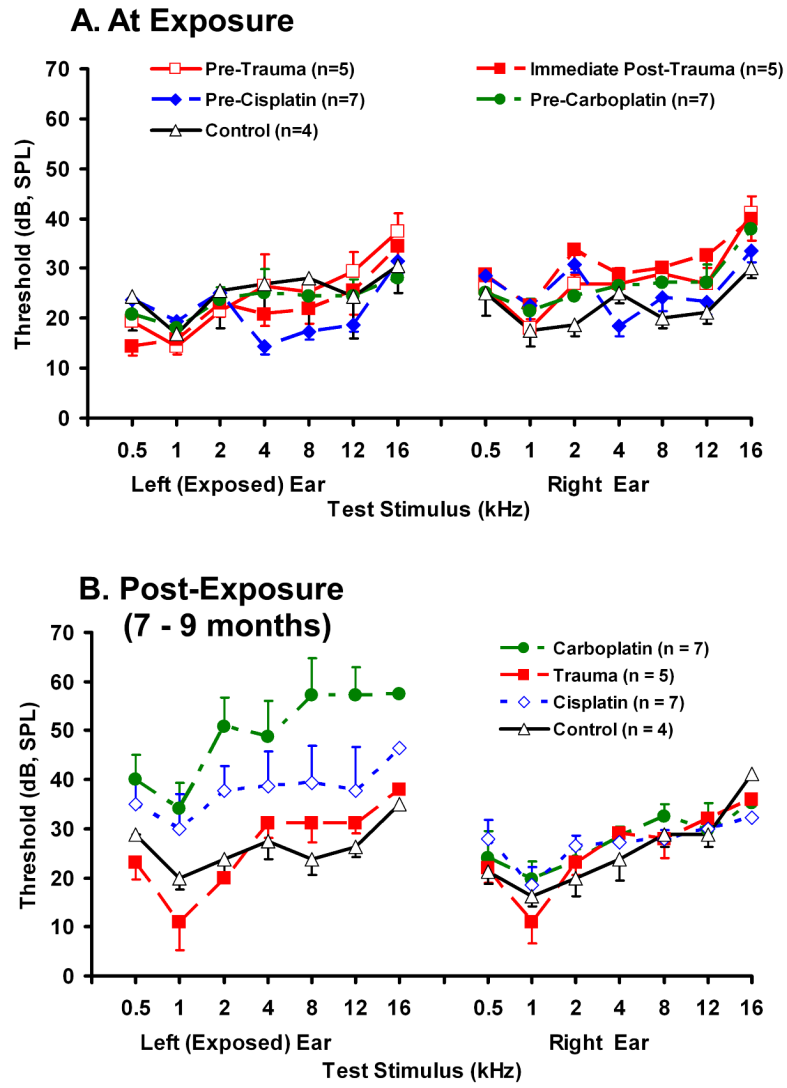 A. At Exposure
70
60
50
40
30
20
10
0
Threshold (dB, SPL)
Pre-Trauma (n=5)
Immediate Post-Trauma (n=5)
Pre-Cisplatin (n=7)
Pre-Carboplatin (n=7)
Control (n=4)
0.5 1 2 4 8 12 16 0.5 1 2 4 8 12 16
Left (Exposed) Ear Right Ear
Test Stimulus (kHz)
B. Post-Exposure
(7 - 9 months)
70
60
50
40
30
20
10
0
Threshold (dB, SPL)
Carboplatin (n = 7)
Trauma (n = 5)
Cisplatin (n = 7)
Control (n = 4)
0.5 1 2 4 8 12 16 0.5 1 2 4 8 12 16
Left (Exposed) Ear Right Ear
Test Stimulus (kHz)